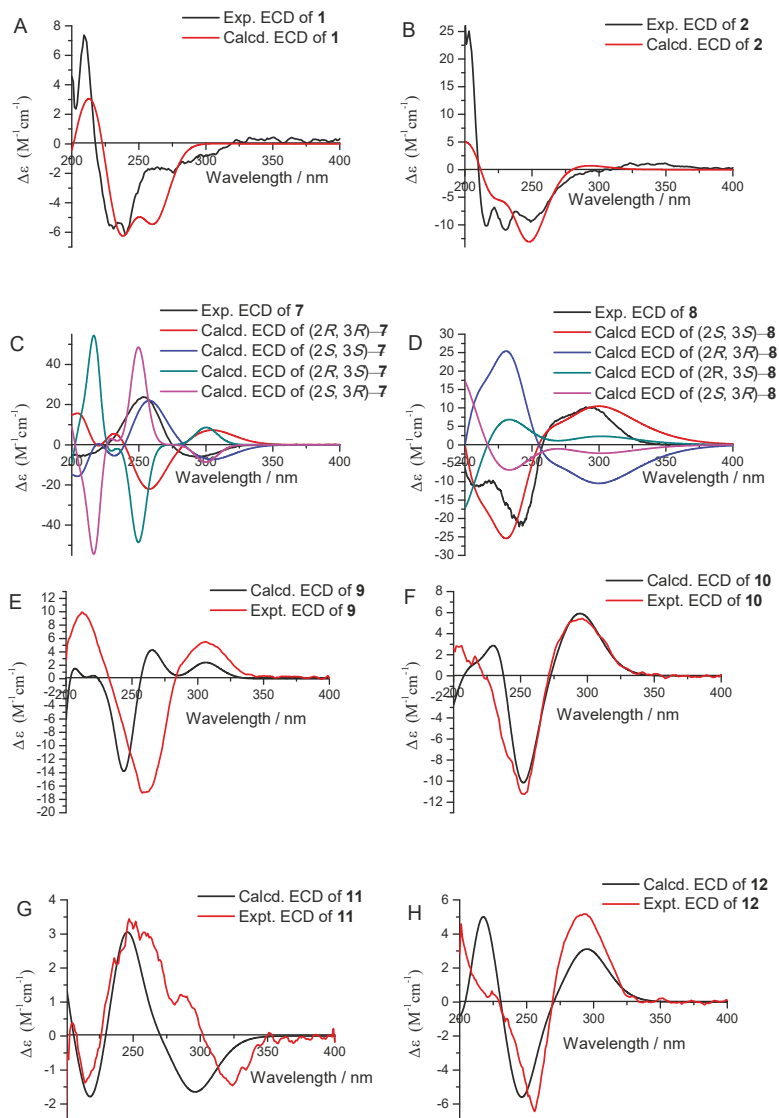 A
Exp. ECD of 1
Calcd. ECD of 1
8
6
4
2
0
-2
-4
-6
200
250
300
350
400
Wavelength / nm
Δε (M⁻¹cm⁻¹)
B
Exp. ECD of 2
Calcd. ECD of 2
25
20
15
10
5
0
-5
-10
200
250
300
350
400
Wavelength / nm
Δε (M⁻¹cm⁻¹)
C
Exp. ECD of 7
Calcd. ECD of (2R, 3R)–7
Calcd. ECD of (2S, 3S)–7
Calcd. ECD of (2R, 3S)–7
Calcd. ECD of (2S, 3R)–7
40
20
0
-20
-40
200
250
300
350
400
Wavelength / nm
Δε (M⁻¹cm⁻¹)
D
Exp. ECD of 8
Calcd ECD of (2S, 3S)–8
Calcd ECD of (2R, 3R)–8
Calcd ECD of (2R, 3S)–8
Calcd ECD of (2S, 3R)–8
30
25
20
15
10
5
0
-5
-10
-15
-20
-25
-30
200
250
300
350
400
Wavelength / nm
Δε (M⁻¹cm⁻¹)
E
Calcd. ECD of 9
Expt. ECD of 9
12
10
8
6
4
2
0
-2
-4
-6
-8
-10
-12
-14
-16
-18
-20
200
250
300
350
400
Wavelength / nm
Δε (M⁻¹cm⁻¹)
F
Calcd. ECD of 10
Expt. ECD of 10
8
6
4
2
0
-2
-4
-6
-8
-10
-12
200
250
300
350
400
Wavelength / nm
Δε (M⁻¹cm⁻¹)
G
Calcd. ECD of 11
Expt. ECD of 11
4
3
2
1
0
-1
-2
200
250
300
350
400
Wavelength / nm
Δε (M⁻¹cm⁻¹)
H
Calcd. ECD of 12
Expt. ECD of 12
6
4
2
0
-2
-4
-6
200
250
300
350
400
Wavelength / nm
Δε (M⁻¹cm⁻¹)